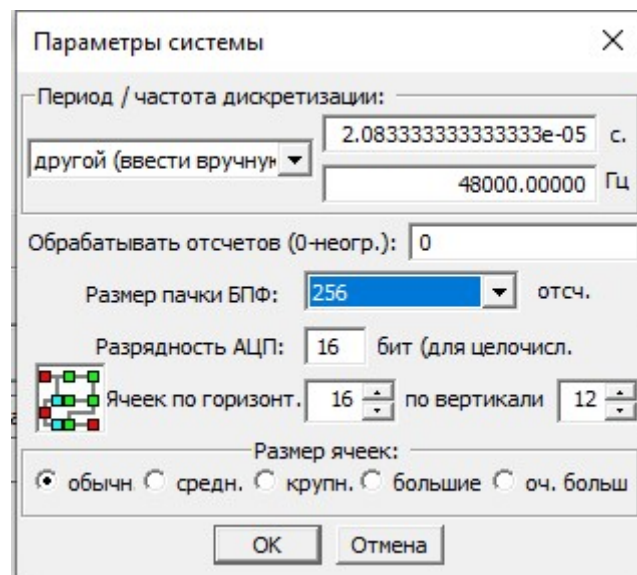 Параметры системы
Период / частота дискретизации:
другой (ввести вручную
2.083333333333333e-05 с.
48000.00000 Гц
Обрабатывать отсчетов (0-неогр.): 0
Размер пачки БПФ: 256 отсч.
Разрядность АЦП: 16 бит (для целочисл.
Ячеек по горизонт. 16 по вертикали 12
Размер ячеек:
обычн. средн. крупн. большие оч. больш
OK Отмена